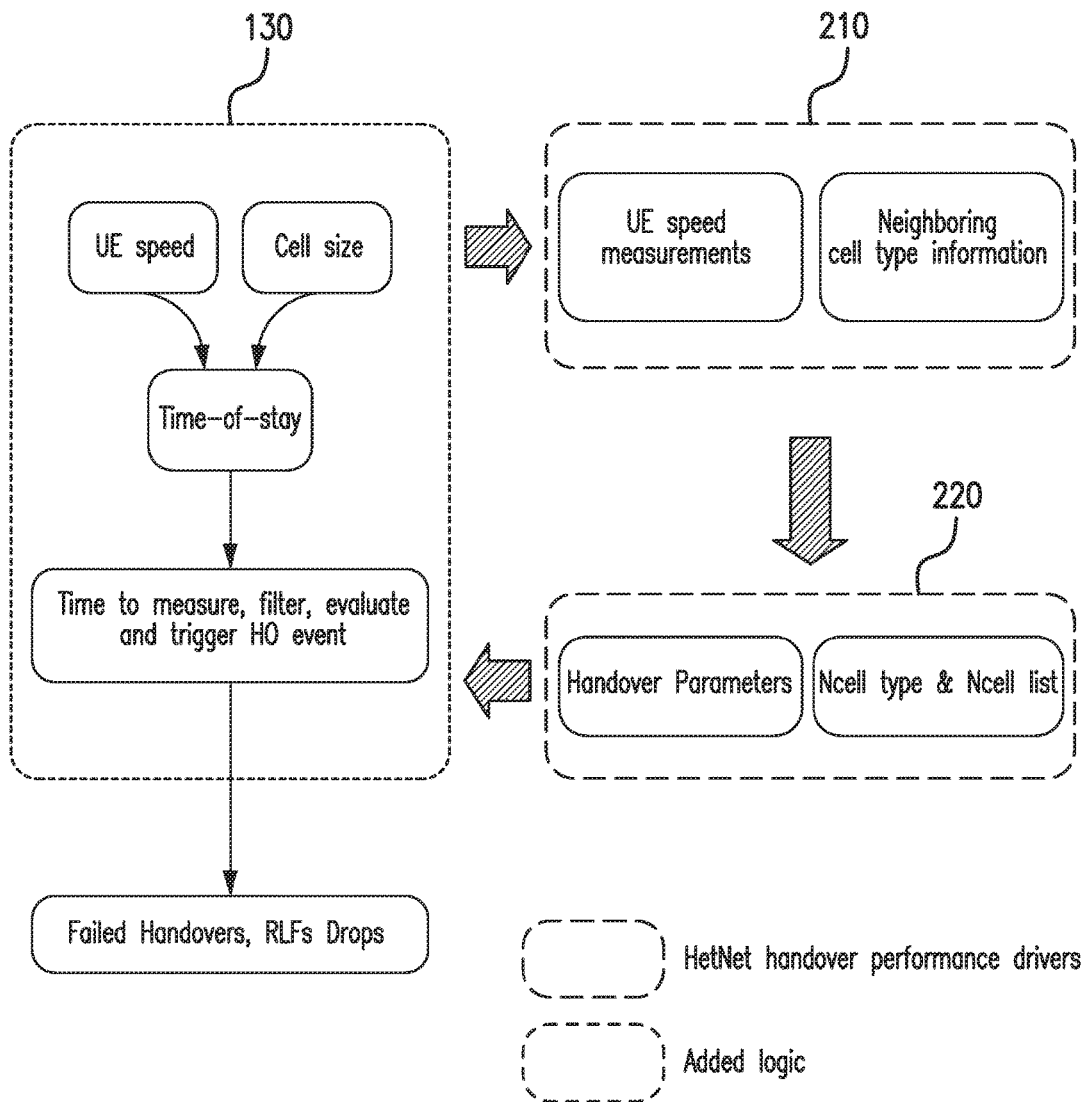 130
210
UE speed
Cell size
UE speed
measurements
Neighboring
cell type information
Time-of-stay
220
Time to measure, filter, evaluate
and trigger HO event
Handover Parameters
Ncell type & Ncell list
Failed Handovers, RLFs Drops
HetNet handover performance drivers
Added logic